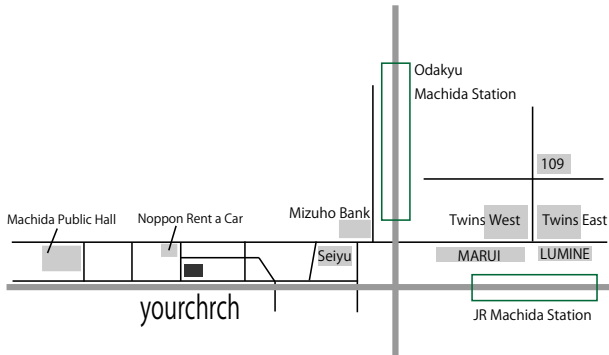 Odakyu
Machida Station
109
Mizuho Bank
Twins West
Twins East
Machida Public Hall
Noppon Rent a Car
Seiyu
MARUI
LUMINE
yourchrch
JR Machida Station